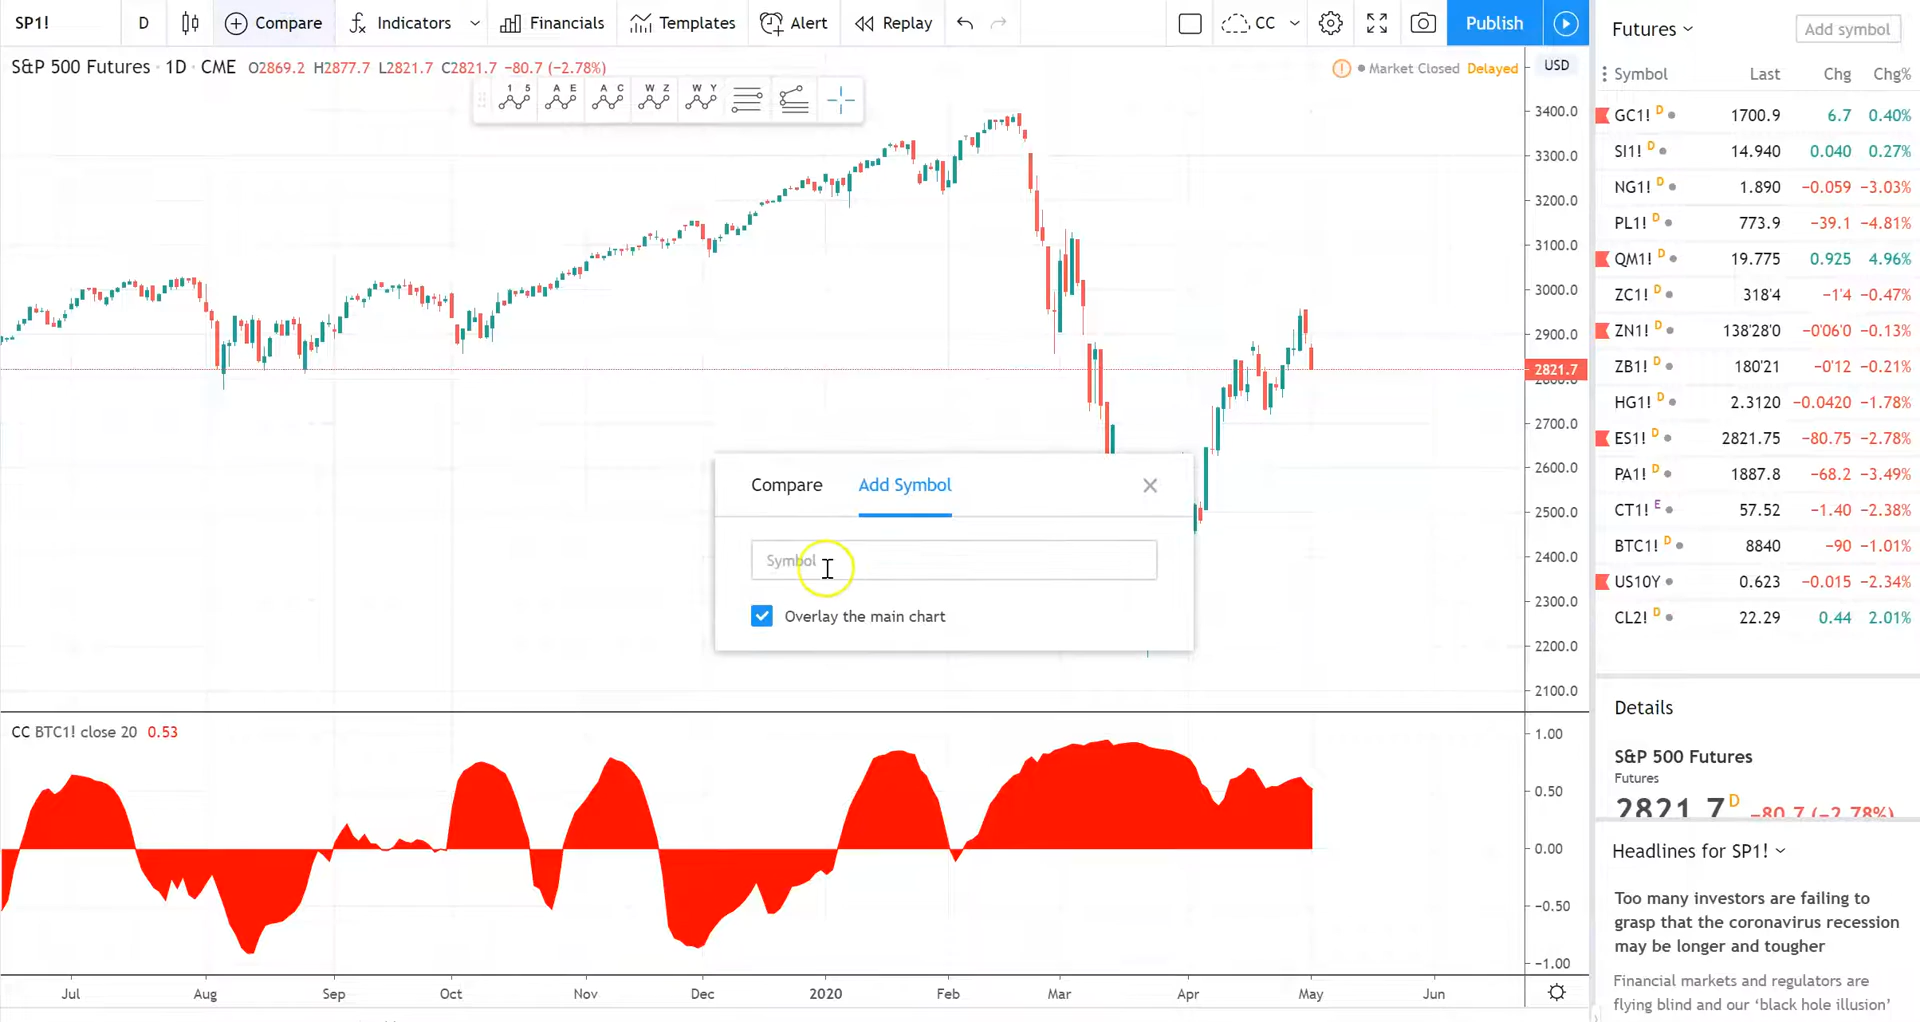 SP1! D Compare Indicators Financials Templates Alert Replay CC Publish
S&P 500 Futures · 1D · CME O2869.2 H2877.7 L2821.7 C2821.7 −80.7 (−2.78%)
Market Closed Delayed USD
1 5 A E A C W Z W Y
3400.0
3300.0
3200.0
3100.0
3000.0
2900.0
2821.7
2800.0
2700.0
2600.0
2500.0
2400.0
2300.0
2200.0
2100.0
Compare Add Symbol
Symbol
Overlay the main chart
CC BTC1! close 20 0.53
1.00
0.50
0.00
−0.50
−1.00
Jul Aug Sep Oct Nov Dec 2020 Feb Mar Apr May Jun
Futures Add symbol
Symbol Last Chg Chg%
GC1! D 1700.9 6.7 0.40%
SI1! D 14.940 0.040 0.27%
NG1! D 1.890 −0.059 −3.03%
PL1! D 773.9 −39.1 −4.81%
QM1! D 19.775 0.925 4.96%
ZC1! D 318'4 −1'4 −0.47%
ZN1! D 138'28'0 −0'06'0 −0.13%
ZB1! D 180'21 −0'12 −0.21%
HG1! D 2.3120 −0.0420 −1.78%
ES1! D 2821.75 −80.75 −2.78%
PA1! D 1887.8 −68.2 −3.49%
CT1! E 57.52 −1.40 −2.38%
BTC1! D 8840 −90 −1.01%
US10Y 0.623 −0.015 −2.34%
CL2! D 22.29 0.44 2.01%
Details
S&P 500 Futures
Futures
2821.7 D −80.7 (−2.78%)
Headlines for SP1!
Too many investors are failing to
grasp that the coronavirus recession
may be longer and tougher
Financial markets and regulators are
flying blind and our ‘black hole illusion’